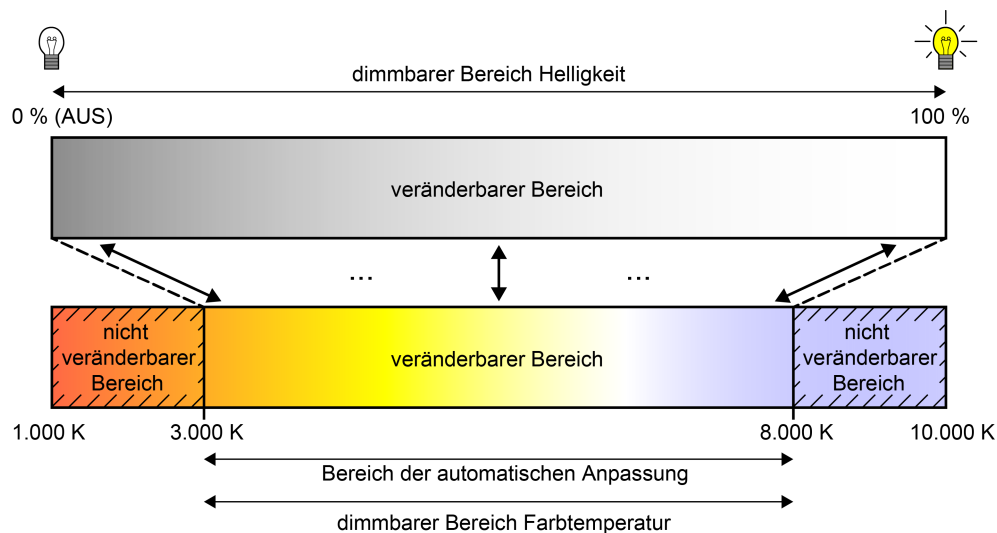 dimmbarer Bereich Helligkeit
0 % (AUS)
100 %
veränderbarer Bereich
...
...
nicht
veränderbarer
Bereich
veränderbarer Bereich
nicht
veränderbarer
Bereich
1.000 K
3.000 K
8.000 K
10.000 K
Bereich der automatischen Anpassung
dimmbarer Bereich Farbtemperatur